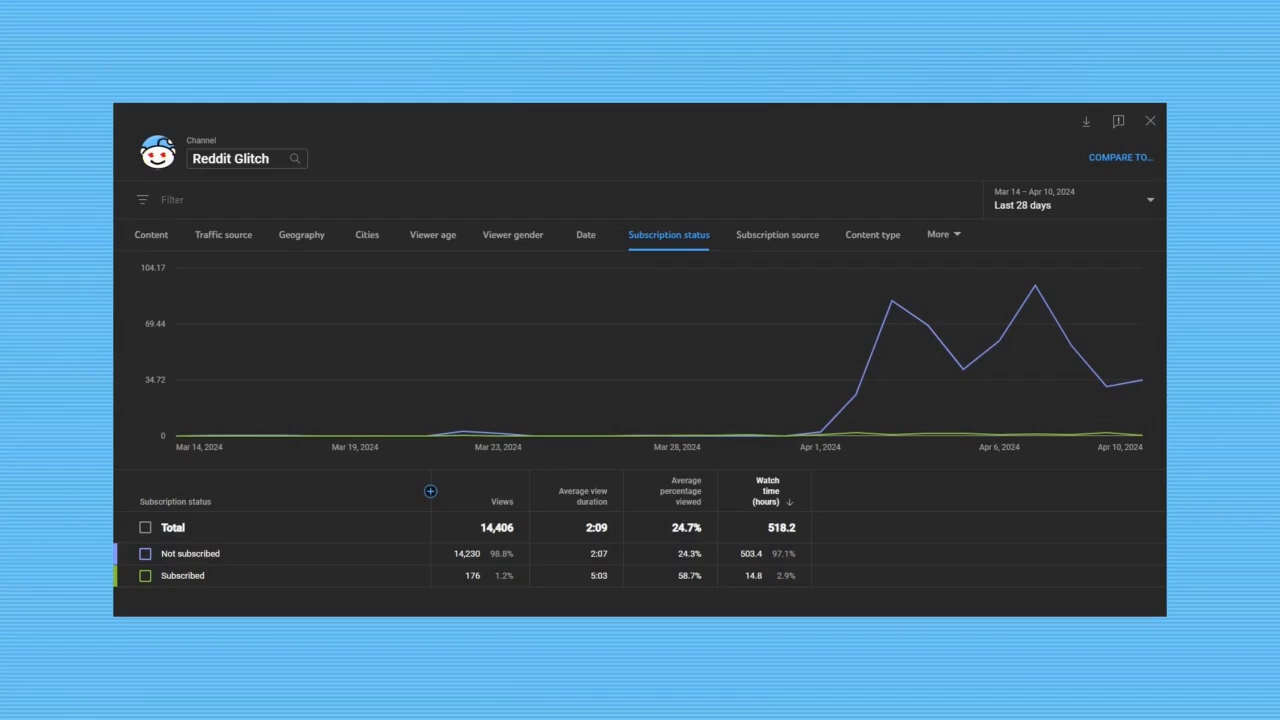 Channel
Reddit Glitch
COMPARE TO...
Filter
Mar 14 – Apr 10, 2024
Last 28 days
Content Traffic source Geography Cities Viewer age Viewer gender Date Subscription status Subscription source Content type More
104.17
69.44
34.72
0
Mar 14, 2024 Mar 19, 2024 Mar 23, 2024 Mar 28, 2024 Apr 1, 2024 Apr 6, 2024 Apr 10, 2024
Subscription status
Views
Average view
duration
Average
percentage
viewed
Watch
time
(hours)
Total 14,406 2:09 24.7% 518.2
Not subscribed 14,230 98.8% 2:07 24.3% 503.4 97.1%
Subscribed 176 1.2% 5:03 58.7% 14.8 2.9%